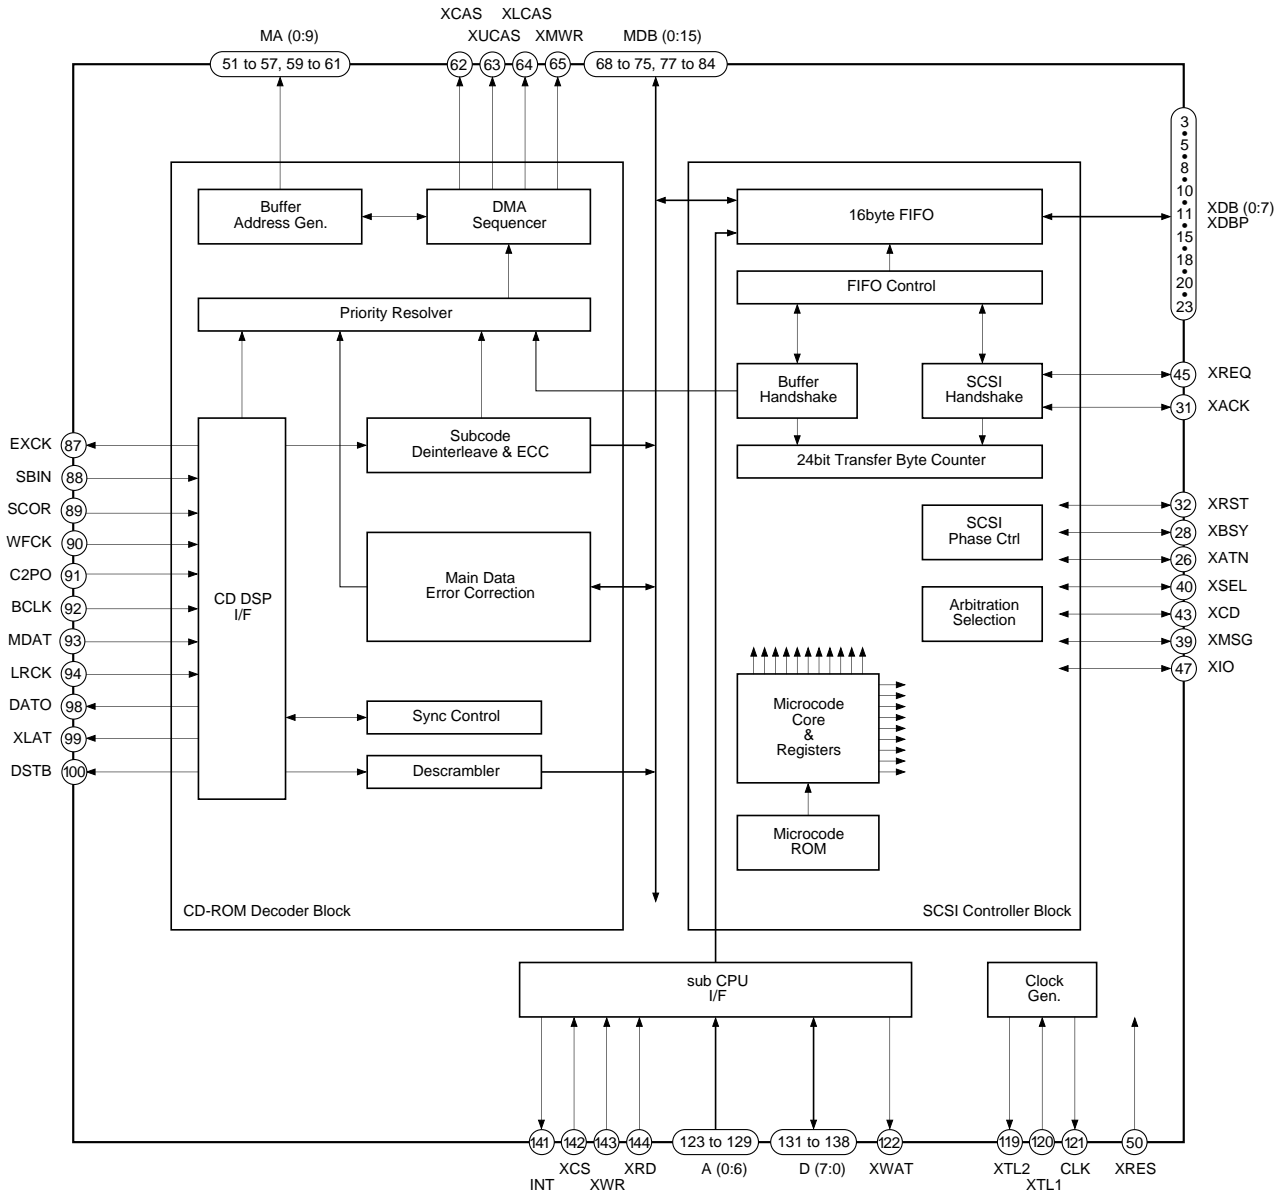 XCAS XLCAS
MA (0:9) XUCAS XMWR MDB (0:15)
51 to 57, 59 to 61 62 63 64 65 68 to 75, 77 to 84
3
5
8
10
11
15
18
20
23
XDB (0:7)
XDBP
Buffer
Address Gen.
DMA
Sequencer
16byte FIFO
FIFO Control
Priority Resolver
Buffer
Handshake
SCSI
Handshake
45 XREQ
31 XACK
24bit Transfer Byte Counter
EXCK 87
SBIN 88
SCOR 89
WFCK 90
C2PO 91
BCLK 92
MDAT 93
LRCK 94
DATO 98
XLAT 99
DSTB 100
CD DSP
I/F
Subcode
Deinterleave & ECC
Main Data
Error Correction
Sync Control
Descrambler
CD-ROM Decoder Block
SCSI
Phase Ctrl
Arbitration
Selection
32 XRST
28 XBSY
26 XATN
40 XSEL
43 XCD
39 XMSG
47 XIO
Microcode
Core
&
Registers
Microcode
ROM
SCSI Controller Block
sub CPU
I/F
Clock
Gen.
141 142 143 144 123 to 129 131 to 138 122 119 120 121 50
XCS XRD A (0:6) D (7:0) XWAT XTL2 CLK XRES
INT XWR XTL1